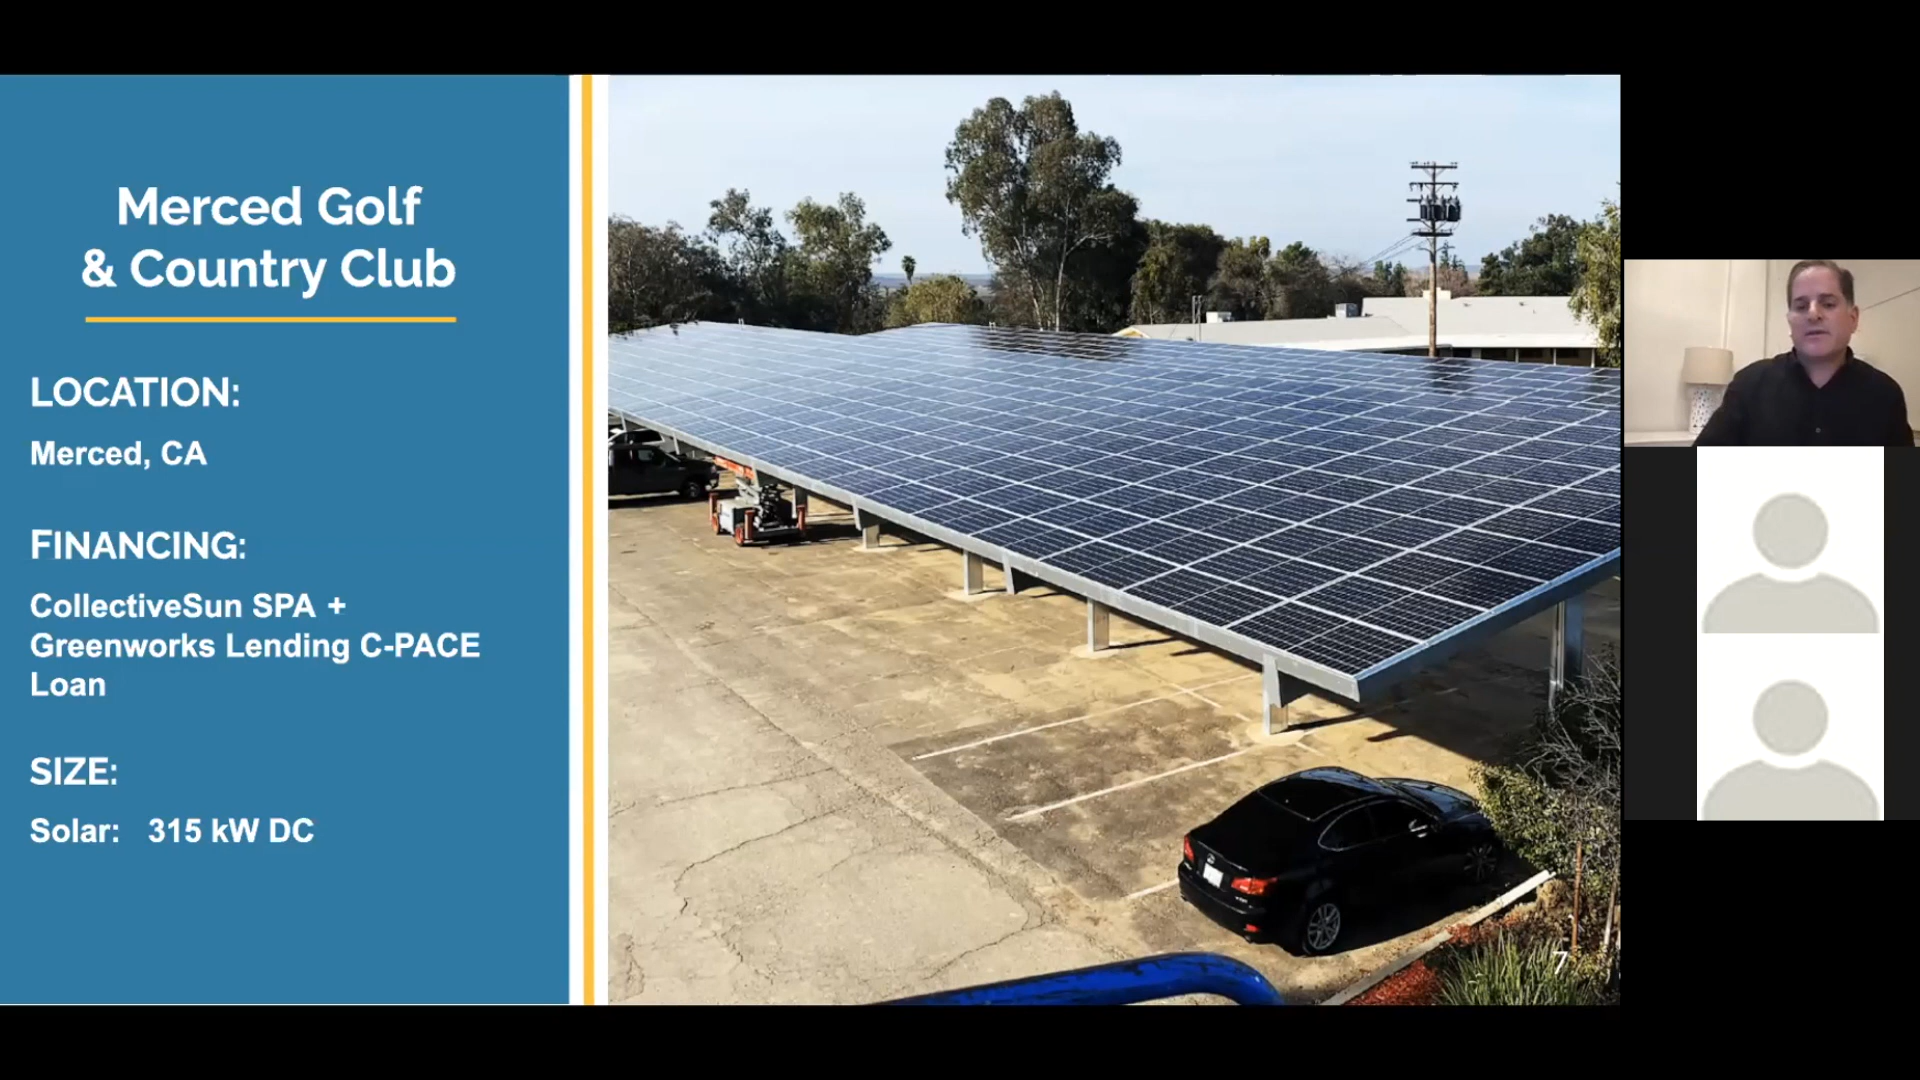 Merced Golf
& Country Club
LOCATION:
Merced, CA
FINANCING:
CollectiveSun SPA +
Greenworks Lending C-PACE
Loan
SIZE:
Solar: 315 kW DC
7